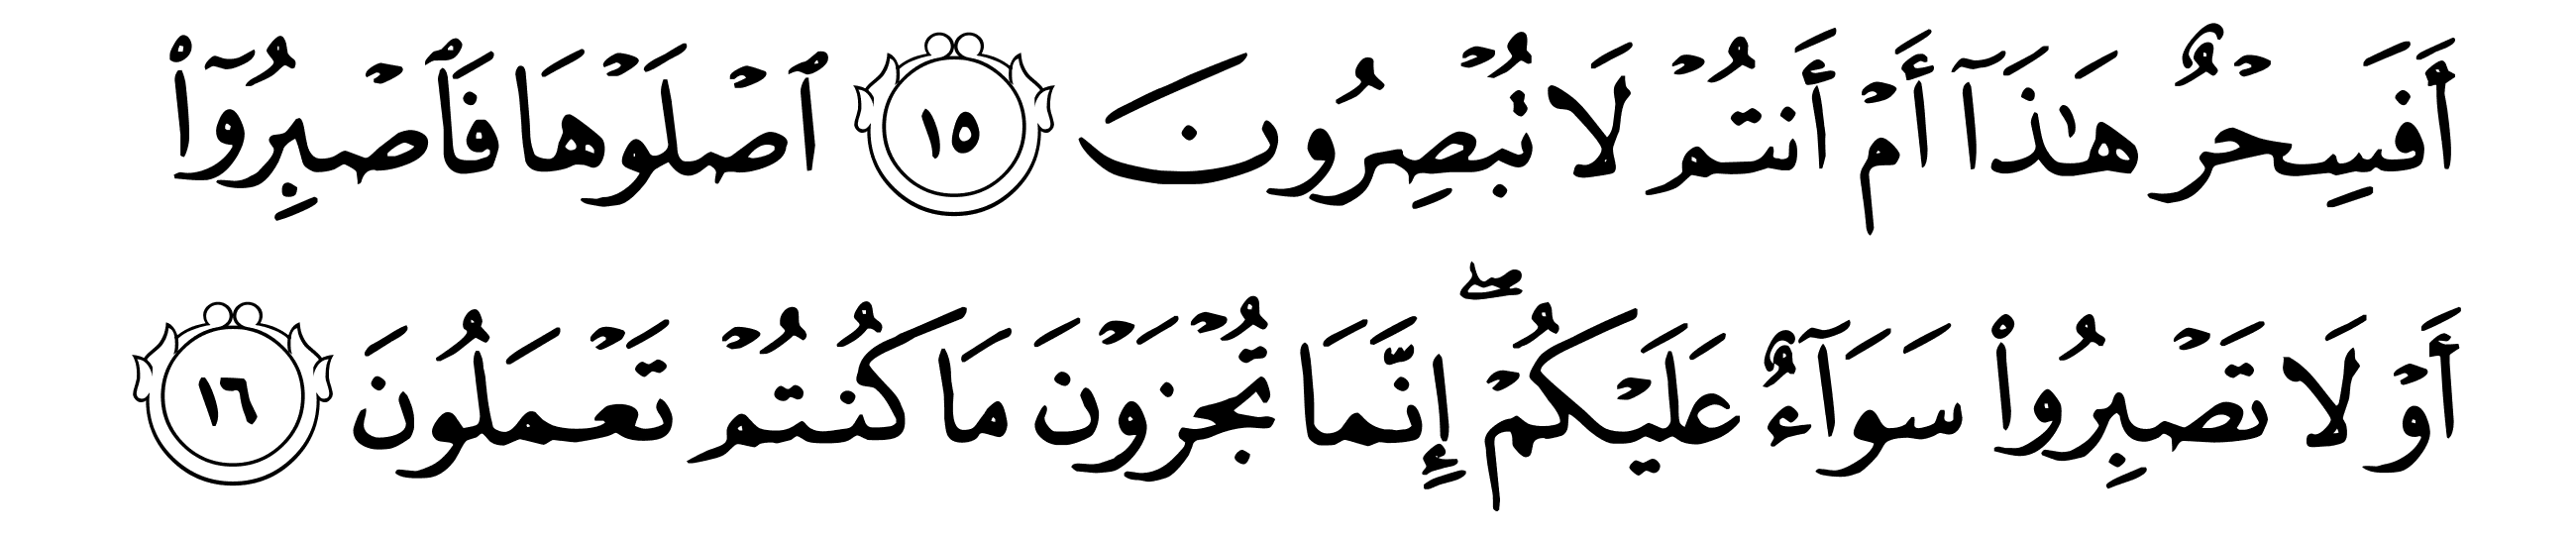 أَفَسِحْرٌ هَٰذَآ أَمْ أَنتُمْ لَا تُبْصِرُونَ ١٥ ٱصْلَوْهَا فَٱصْبِرُوٓا۟
أَوْ لَا تَصْبِرُوا۟ سَوَآءٌ عَلَيْكُمْ ۖ إِنَّمَا تُجْزَوْنَ مَا كُنتُمْ تَعْمَلُونَ ١٦